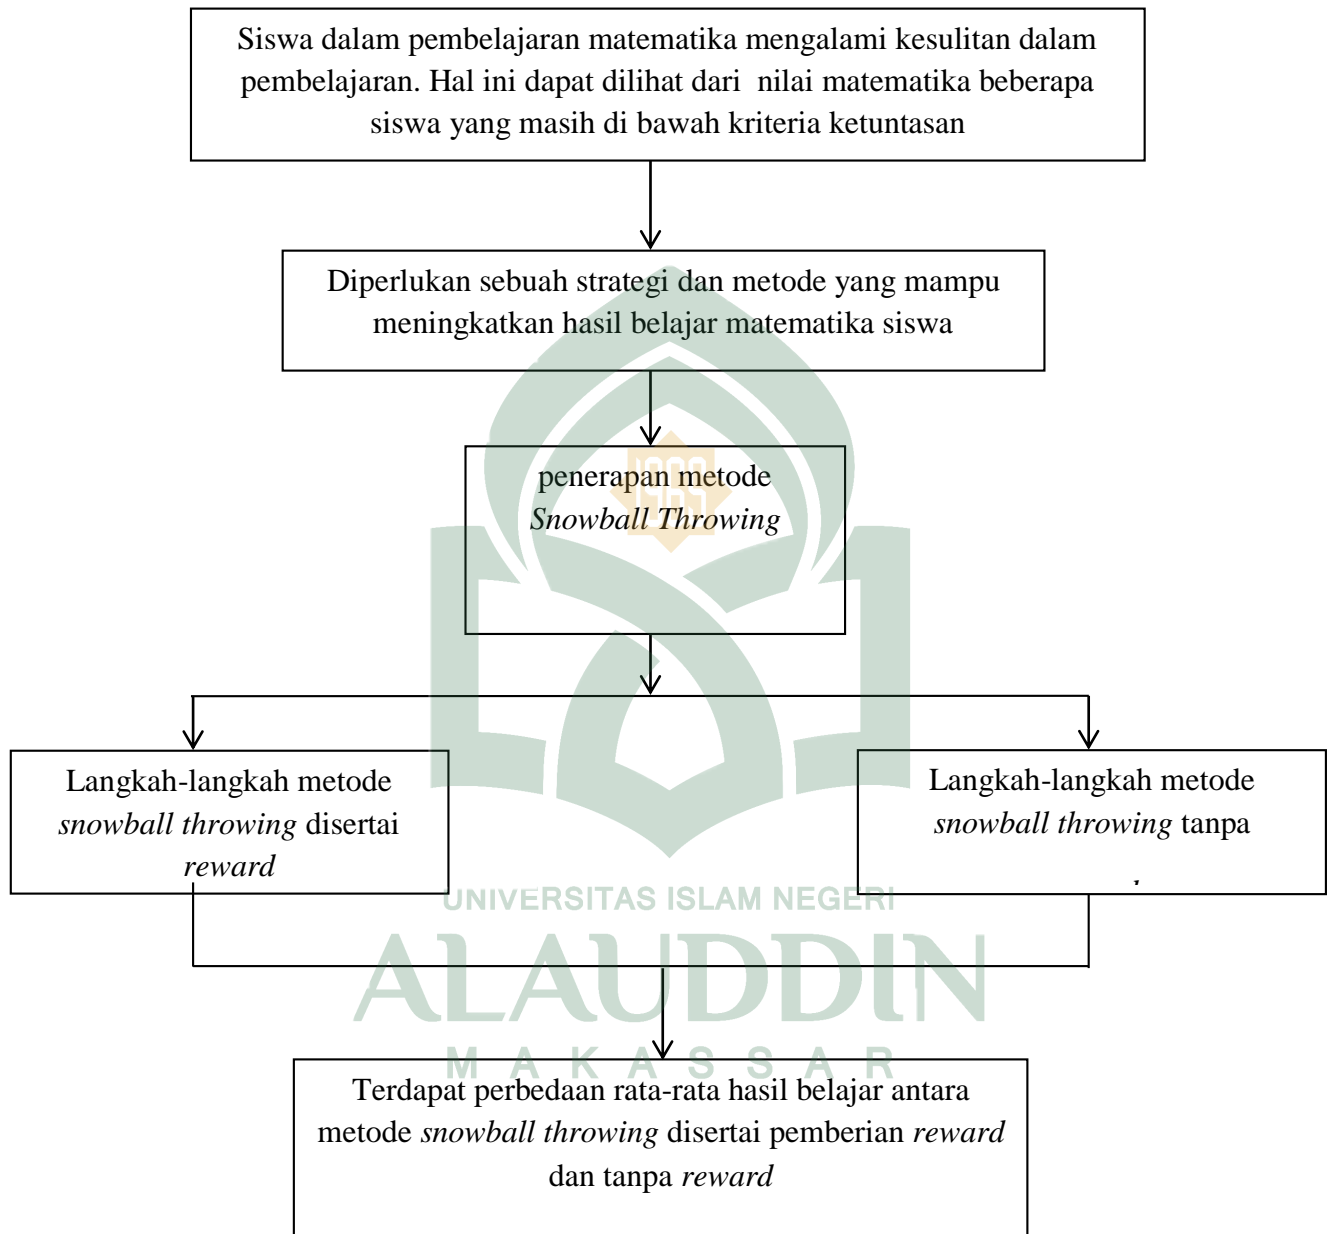 Siswa dalam pembelajaran matematika mengalami kesulitan dalam
pembelajaran. Hal ini dapat dilihat dari nilai matematika beberapa
siswa yang masih di bawah kriteria ketuntasan
Diperlukan sebuah strategi dan metode yang mampu
meningkatkan hasil belajar matematika siswa
1969
penerapan metode
Snowball Throwing
Langkah-langkah metode
snowball throwing disertai
reward
Langkah-langkah metode
snowball throwing tanpa
UNIVERSITAS ISLAM NEGERI
ALAUDDIN
MAKASSAR
Terdapat perbedaan rata-rata hasil belajar antara
metode snowball throwing disertai pemberian reward
dan tanpa reward